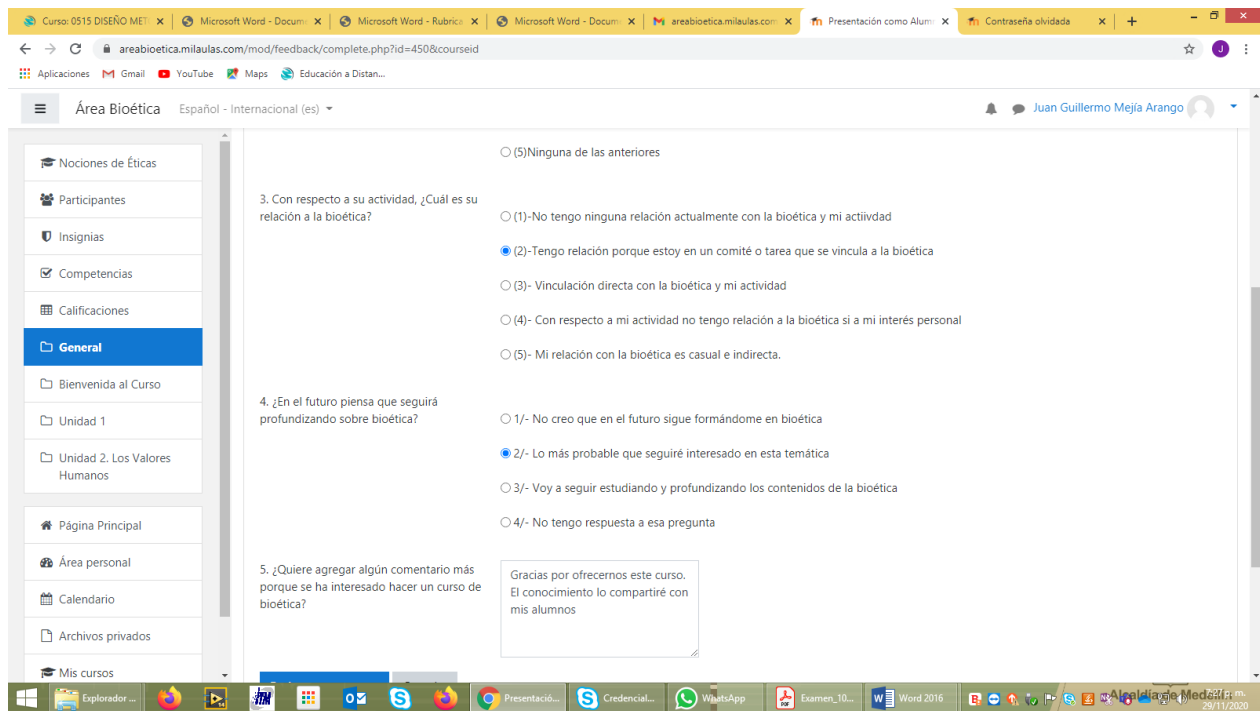 Curso: 0515 DISEÑO MET
Microsoft Word - Docume
Microsoft Word - Rubrica
Microsoft Word - Docume
areabioetica.milaulas.com
Presentación como Alum
Contraseña olvidada
areabioetica.milaulas.com/mod/feedback/complete.php?id=450&courseid
J
Aplicaciones
Gmail
YouTube
Maps
Educación a Distan...
Área Bioética
Español - Internacional (es)
Juan Guillermo Mejía Arango
Nociones de Éticas
Participantes
Insignias
Competencias
Calificaciones
General
Bienvenida al Curso
Unidad 1
Unidad 2. Los Valores
Humanos
Página Principal
Área personal
Calendario
Archivos privados
Mis cursos
(5)Ninguna de las anteriores
3. Con respecto a su actividad, ¿Cuál es su
relación a la bioética?
(1)-No tengo ninguna relación actualmente con la bioética y mi actiivdad
(2)-Tengo relación porque estoy en un comité o tarea que se vincula a la bioética
(3)- Vinculación directa con la bioética y mi actividad
(4)- Con respecto a mi actividad no tengo relación a la bioética si a mi interés personal
(5)- Mi relación con la bioética es casual e indirecta.
4. ¿En el futuro piensa que seguirá
profundizando sobre bioética?
1/- No creo que en el futuro sigue formándome en bioética
2/- Lo más probable que seguiré interesado en esta temática
3/- Voy a seguir estudiando y profundizando los contenidos de la bioética
4/- No tengo respuesta a esa pregunta
5. ¿Quiere agregar algún comentario más
porque se ha interesado hacer un curso de
bioética?
Gracias por ofrecernos este curso.
El conocimiento lo compartiré con
mis alumnos
Explorador ...
Presentació...
Credencial...
WhatsApp
Examen_10...
Word 2016
Alcaldía de Medellín
p. m.
29/11/2020